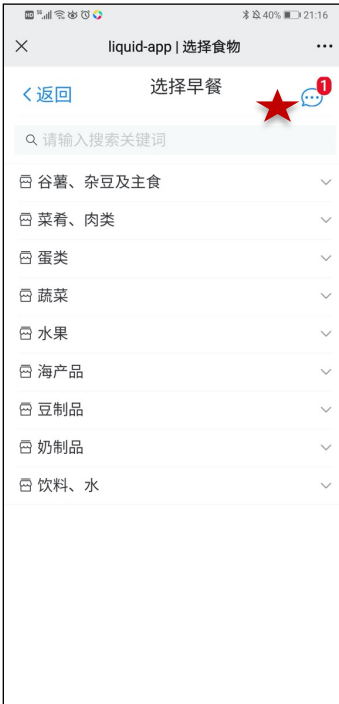 HD 40% 21:16
liquid-app | 选择食物
返回 选择早餐 1
请输入搜索关键词
谷薯、杂豆及主食
菜肴、肉类
蛋类
蔬菜
水果
海产品
豆制品
奶制品
饮料、水